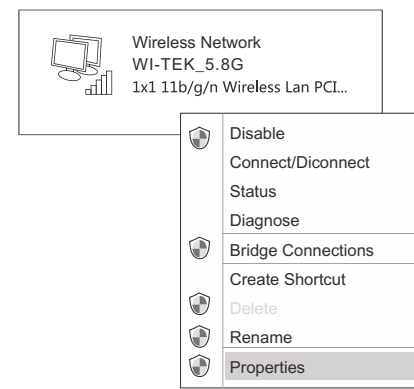 Wireless Network
WI-TEK_5.8G
1x1 11b/g/n Wireless Lan PCI...
Disable
Connect/Diconnect
Status
Diagnose
Bridge Connections
Create Shortcut
Delete
Rename
Properties